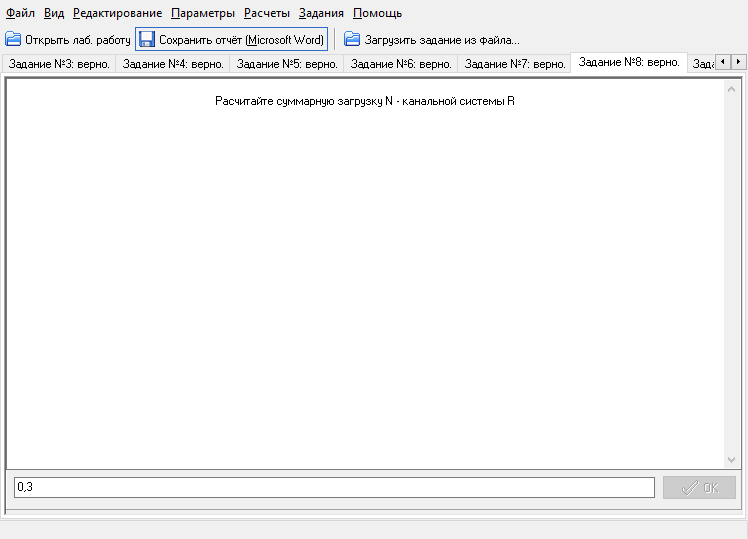 Файл Вид Редактирование Параметры Расчеты Задания Помощь
Открыть лаб. работу Сохранить отчёт (Microsoft Word) Загрузить задание из файла...
Задание №3: верно. Задание №4: верно. Задание №5: верно. Задание №6: верно. Задание №7: верно. Задание №8: верно. Зада
Расчитайте суммарную загрузку N - канальной системы R
0,3 OK